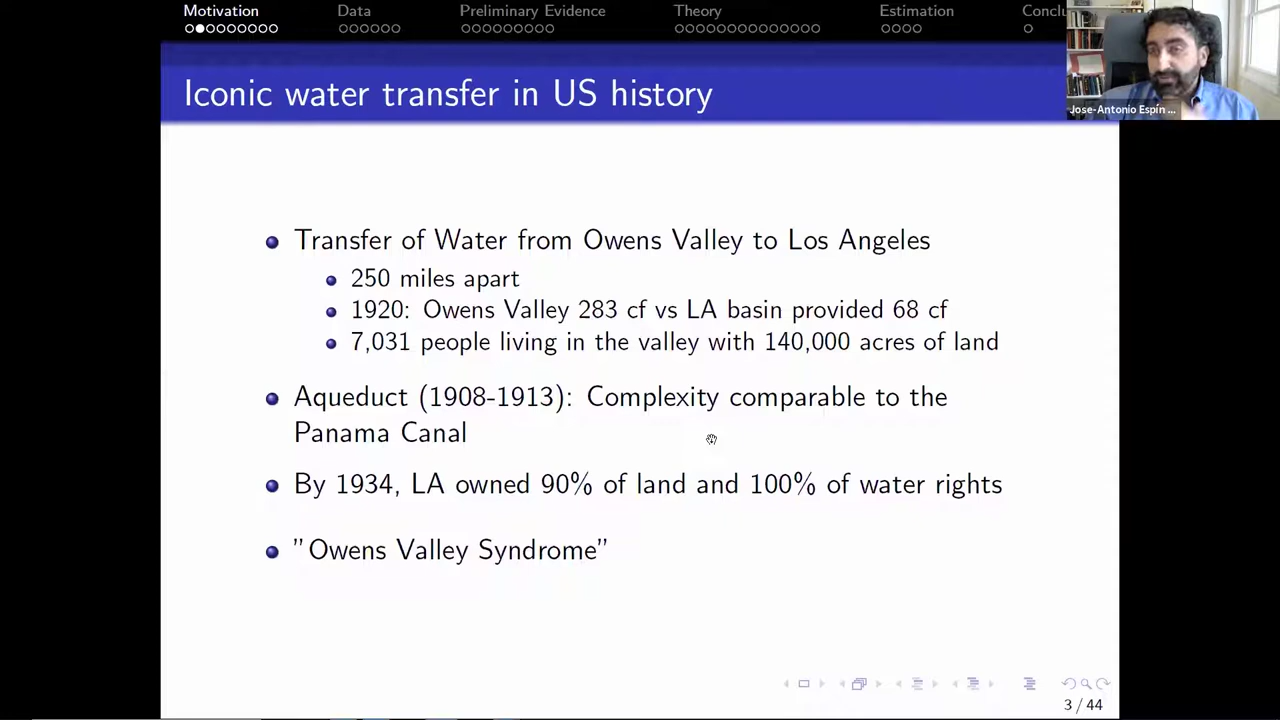 Motivation Data Preliminary Evidence Theory Estimation
Jose-Antonio Espín ...
Iconic water transfer in US history
Transfer of Water from Owens Valley to Los Angeles
250 miles apart
1920: Owens Valley 283 cf vs LA basin provided 68 cf
7,031 people living in the valley with 140,000 acres of land
Aqueduct (1908-1913): Complexity comparable to the
Panama Canal
By 1934, LA owned 90% of land and 100% of water rights
”Owens Valley Syndrome”
3 / 44